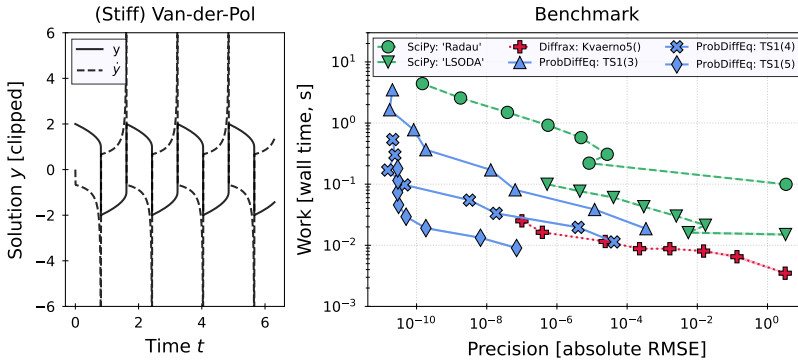 (Stiff) Van-der-Pol
y
ẏ
6
4
2
0
−2
−4
−6
0
2
4
6
Solution y [clipped]
Time t
Benchmark
SciPy: 'Radau'
SciPy: 'LSODA'
Diffrax: Kvaerno5()
ProbDiffEq: TS1(3)
ProbDiffEq: TS1(4)
ProbDiffEq: TS1(5)
10¹
10⁰
10⁻¹
10⁻²
10⁻³
10⁻¹⁰
10⁻⁸
10⁻⁶
10⁻⁴
10⁻²
10⁰
Work [wall time, s]
Precision [absolute RMSE]